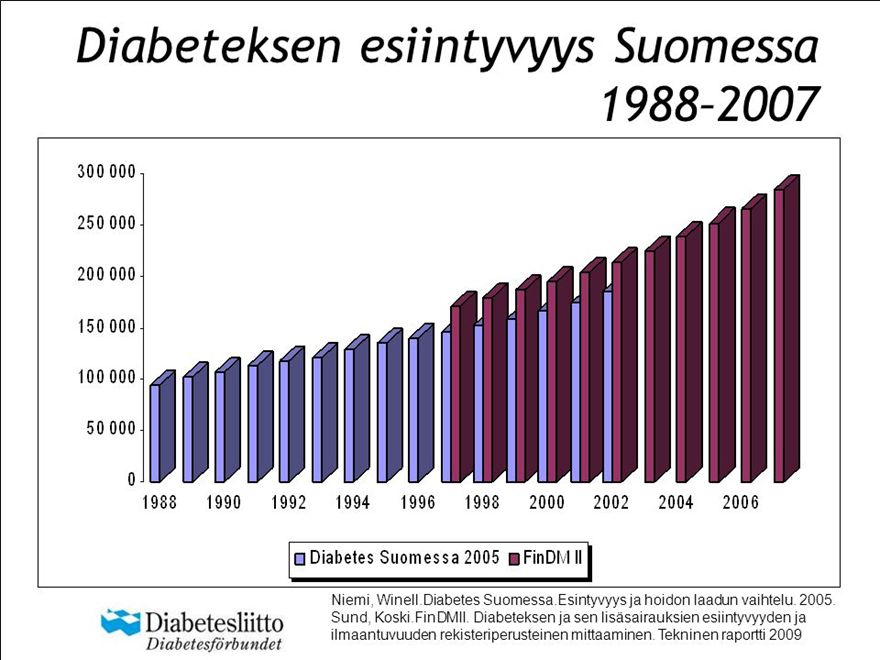 Diabeteksen esiintyvyys Suomessa
1988–2007
300 000
250 000
200 000
150 000
100 000
50 000
0
1988 1990 1992 1994 1996 1998 2000 2002 2004 2006
Diabetes Suomessa 2005 FinDM II
Niemi, Winell.Diabetes Suomessa.Esintyvyys ja hoidon laadun vaihtelu. 2005.
Sund, Koski.FinDMII. Diabeteksen ja sen lisäsairauksien esiintyvyyden ja
ilmaantuvuuden rekisteriperusteinen mittaaminen. Tekninen raportti 2009
Diabetesliitto
Diabetesförbundet